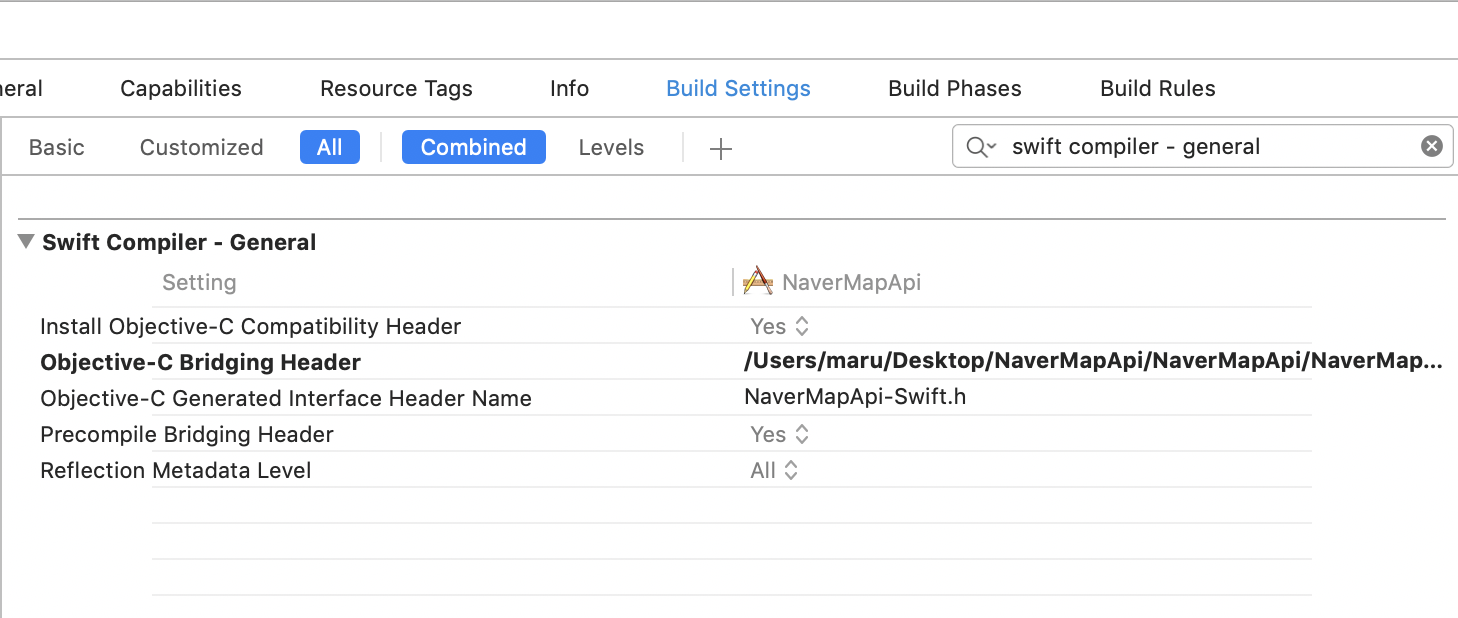 Capabilities Resource Tags Info Build Settings Build Phases Build Rules
Basic Customized All Combined Levels swift compiler - general
Swift Compiler - General
Setting NaverMapApi
Install Objective-C Compatibility Header Yes
Objective-C Bridging Header /Users/maru/Desktop/NaverMapApi/NaverMapApi/NaverMap...
Objective-C Generated Interface Header Name NaverMapApi-Swift.h
Precompile Bridging Header Yes
Reflection Metadata Level All